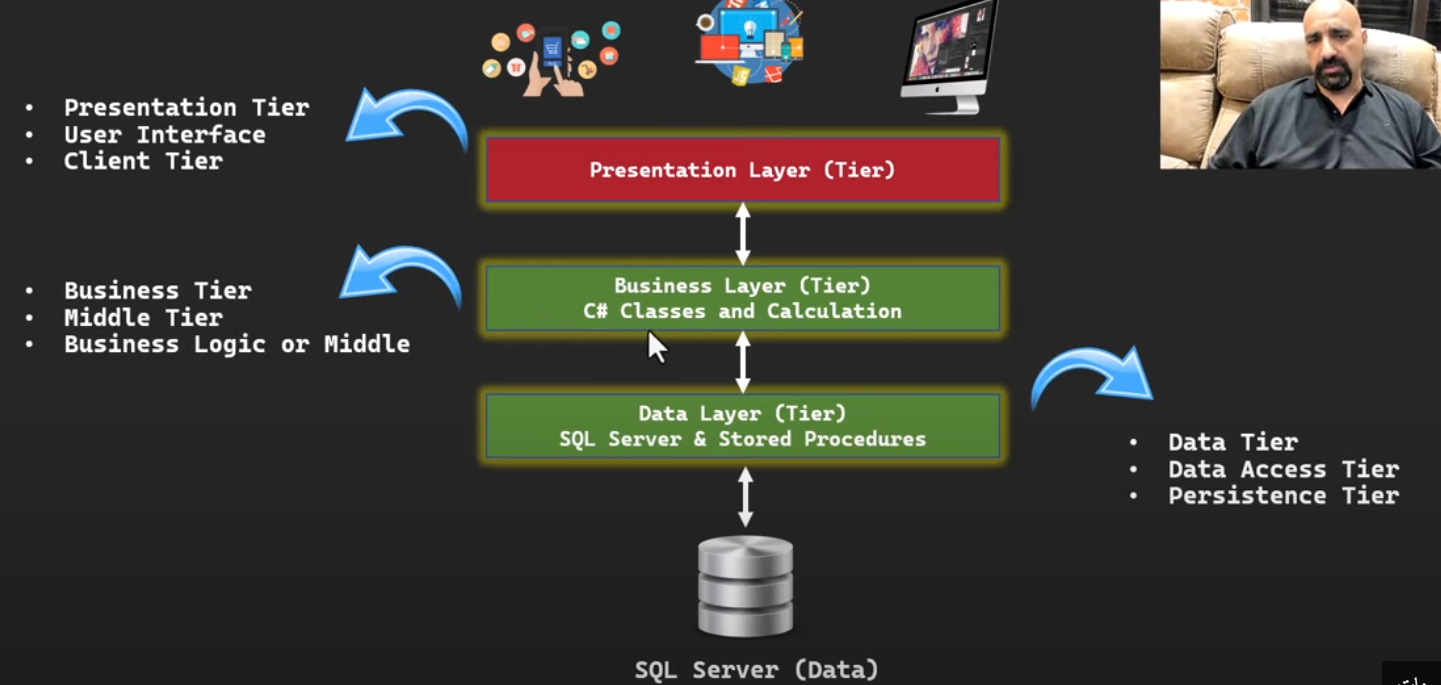 • Presentation Tier
• User Interface
• Client Tier
Presentation Layer (Tier)
• Business Tier
• Middle Tier
• Business Logic or Middle
Business Layer (Tier)
C# Classes and Calculation
Data Layer (Tier)
SQL Server & Stored Procedures
• Data Tier
• Data Access Tier
• Persistence Tier
SQL Server (Data)